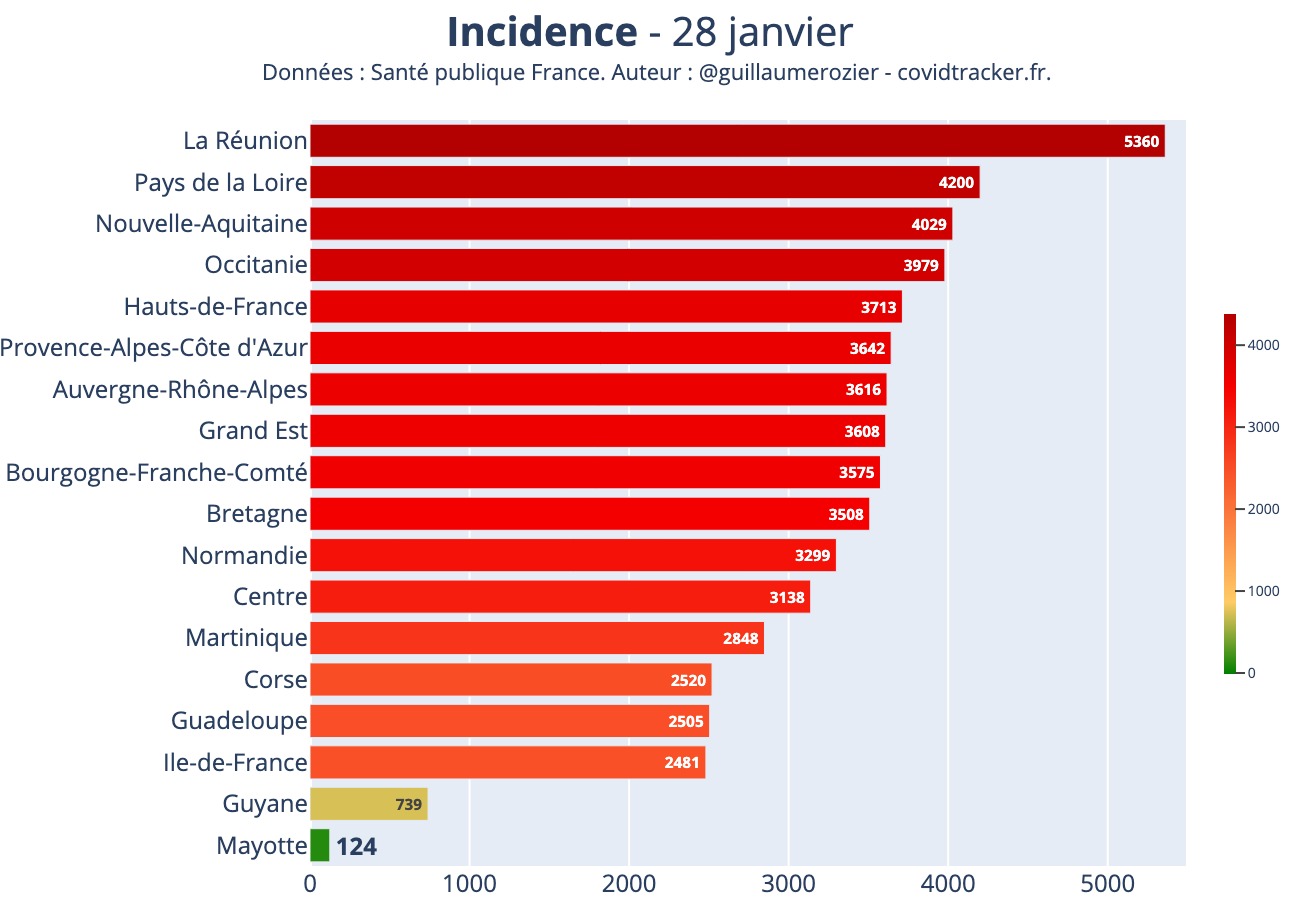 Incidence - 28 janvier
Données : Santé publique France. Auteur : @guillaumerozier - covidtracker.fr.
La Réunion 5360
Pays de la Loire 4200
Nouvelle-Aquitaine 4029
Occitanie 3979
Hauts-de-France 3713
Provence-Alpes-Côte d'Azur 3642
Auvergne-Rhône-Alpes 3616
Grand Est 3608
Bourgogne-Franche-Comté 3575
Bretagne 3508
Normandie 3299
Centre 3138
Martinique 2848
Corse 2520
Guadeloupe 2505
Ile-de-France 2481
Guyane 739
Mayotte 124
0 1000 2000 3000 4000 5000
4000
3000
2000
1000
0